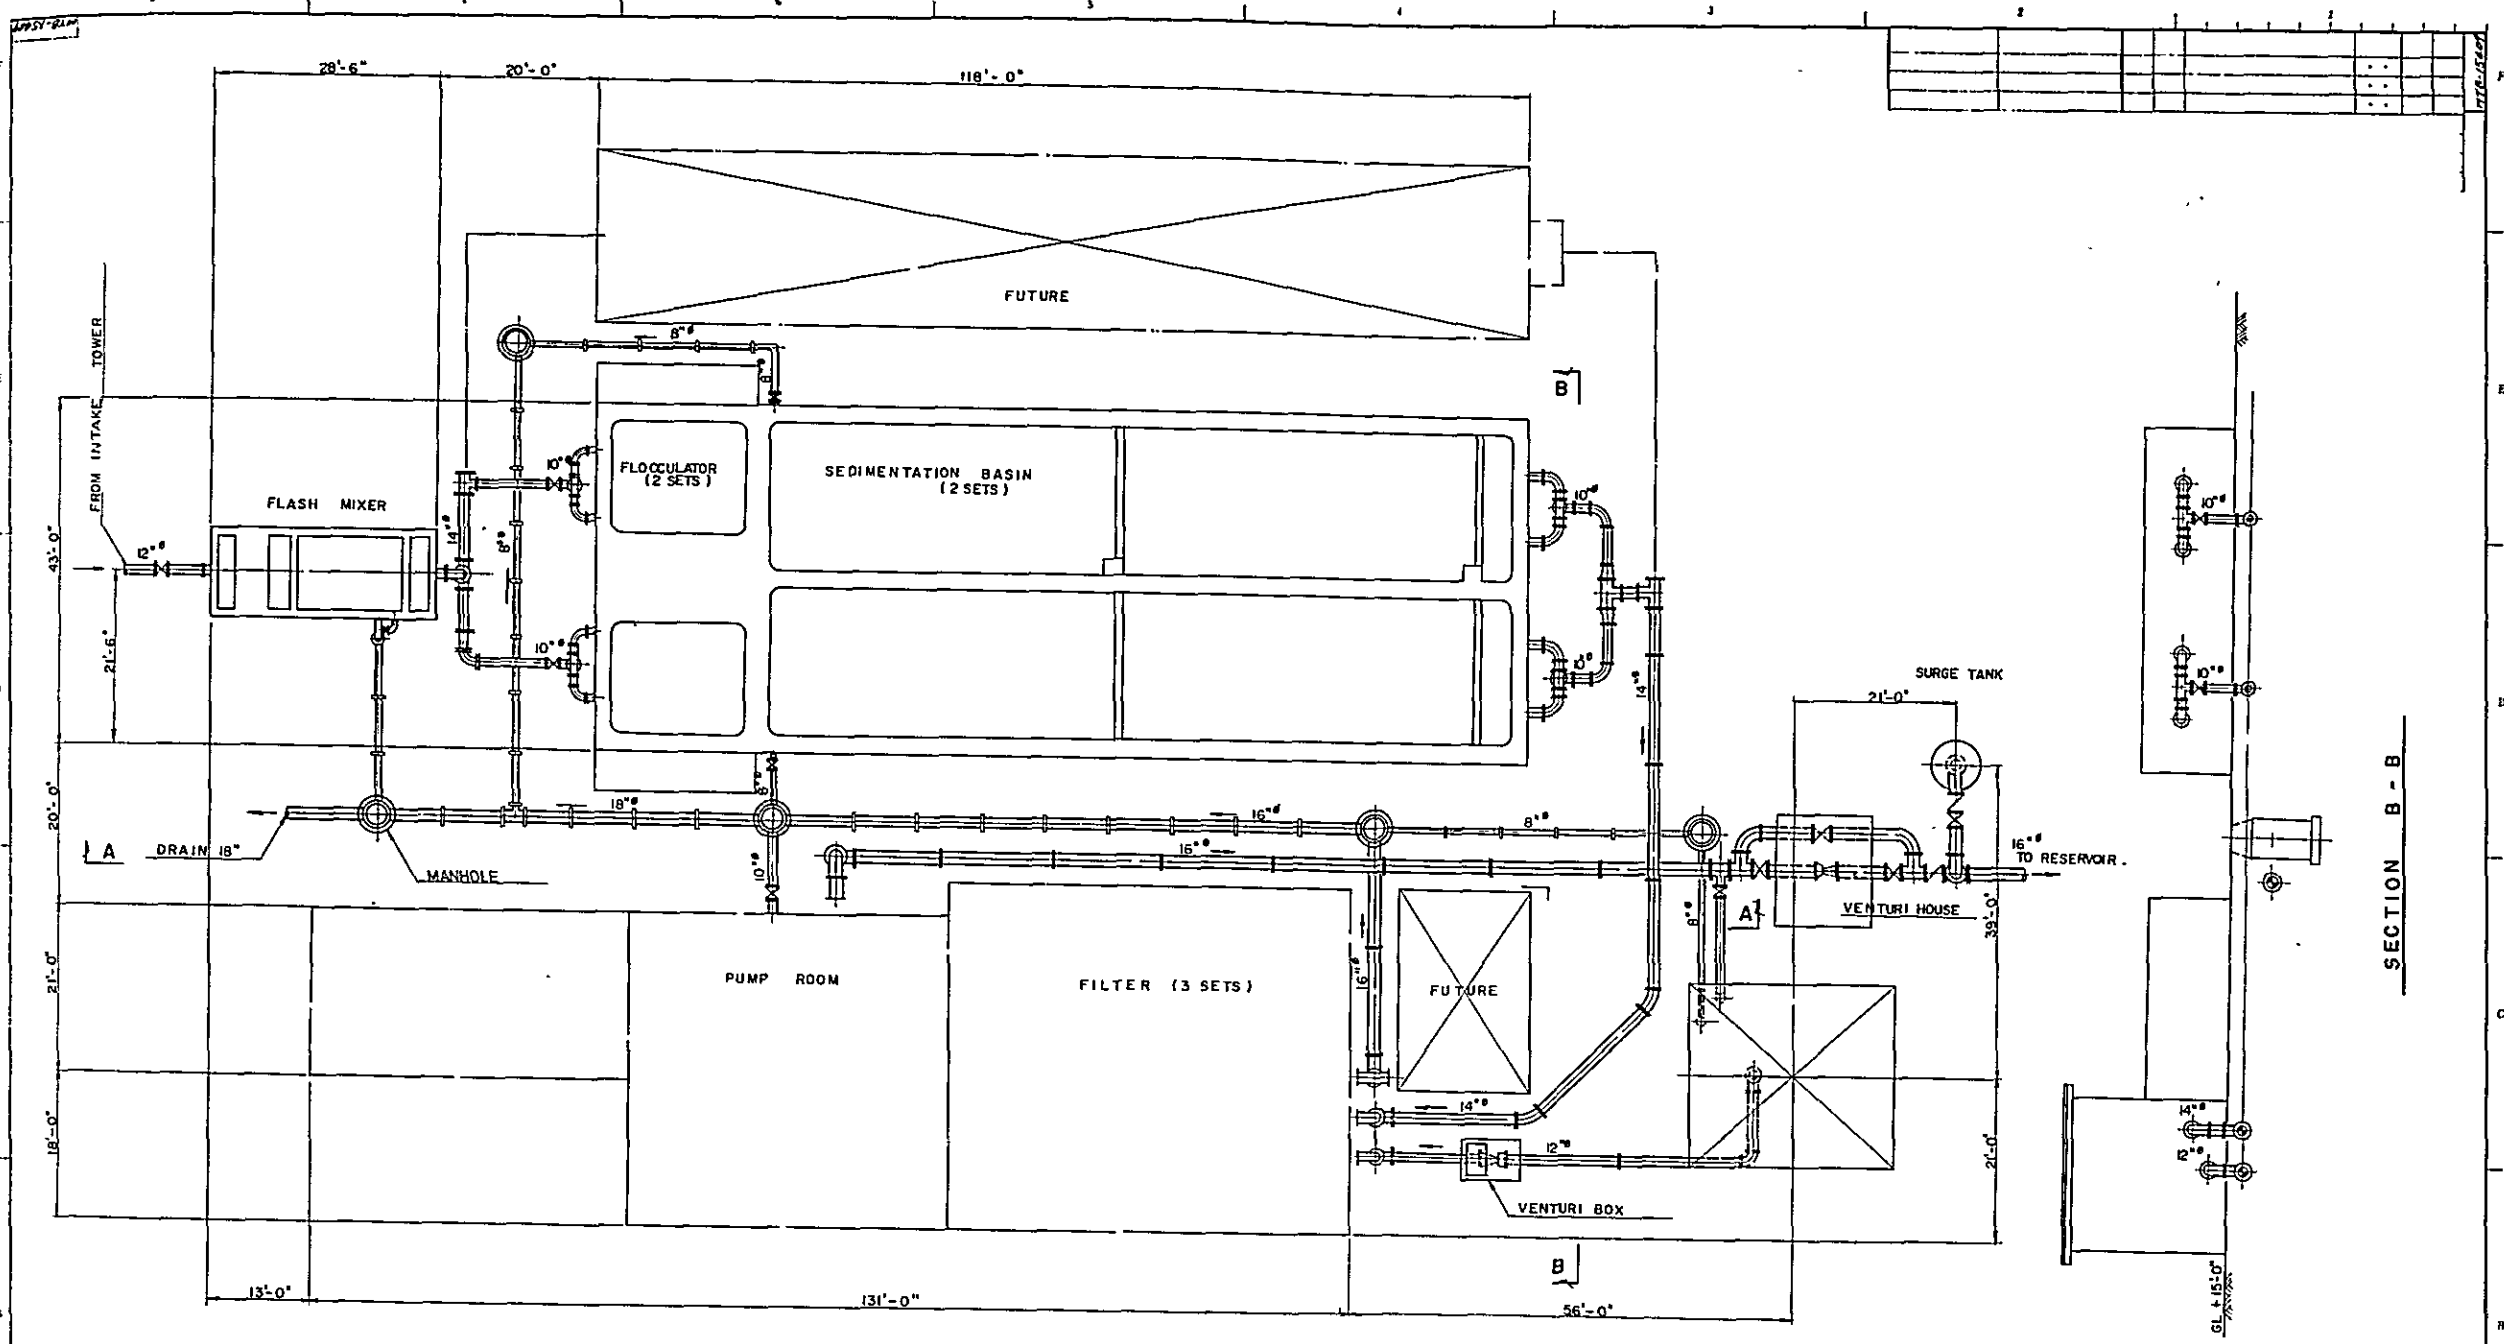 28'-6"
20'-0"
118'-0"
FUTURE
FROM INTAKE TOWER
8"ø
8"ø
B
FLOCCULATOR
(2 SETS)
SEDIMENTATION BASIN
(2 SETS)
10"ø
10"ø
10"ø
FLASH MIXER
14"ø
8"ø
43'-0"
12"ø
21'-6"
10"ø
10"ø
10"ø
14"ø
SURGE TANK
21'-0"
SECTION B - B
20'-0"
18"ø
8"ø
16"ø
8"ø
16"ø
16"ø
TO RESERVOIR.
A
DRAIN 18"
MANHOLE
10"ø
A
VENTURI HOUSE
8"ø
39'-0"
21'-0"
PUMP ROOM
FILTER (3 SETS)
16"ø
FUTURE
18'-0"
14"ø
12"ø
21'-0"
14"ø
12"ø
VENTURI BOX
B
GL +15'-0"
13'-0"
131'-0"
56'-0"